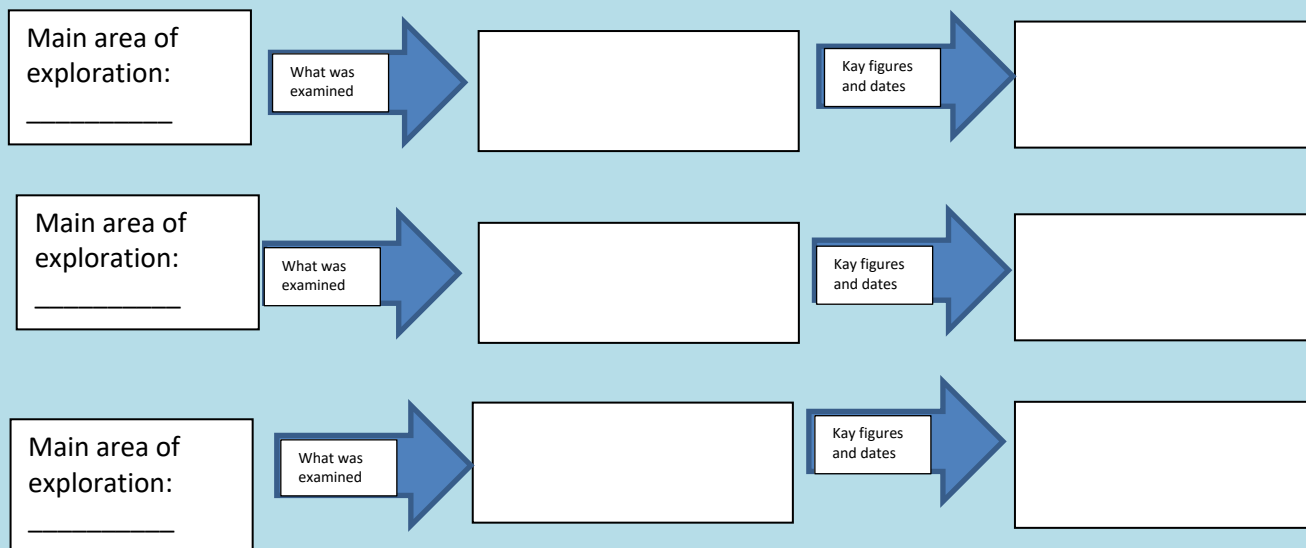 Main area of
exploration:
__________
What was
examined
Kay figures
and dates
Main area of
exploration:
__________
What was
examined
Kay figures
and dates
Main area of
exploration:
__________
What was
examined
Kay figures
and dates